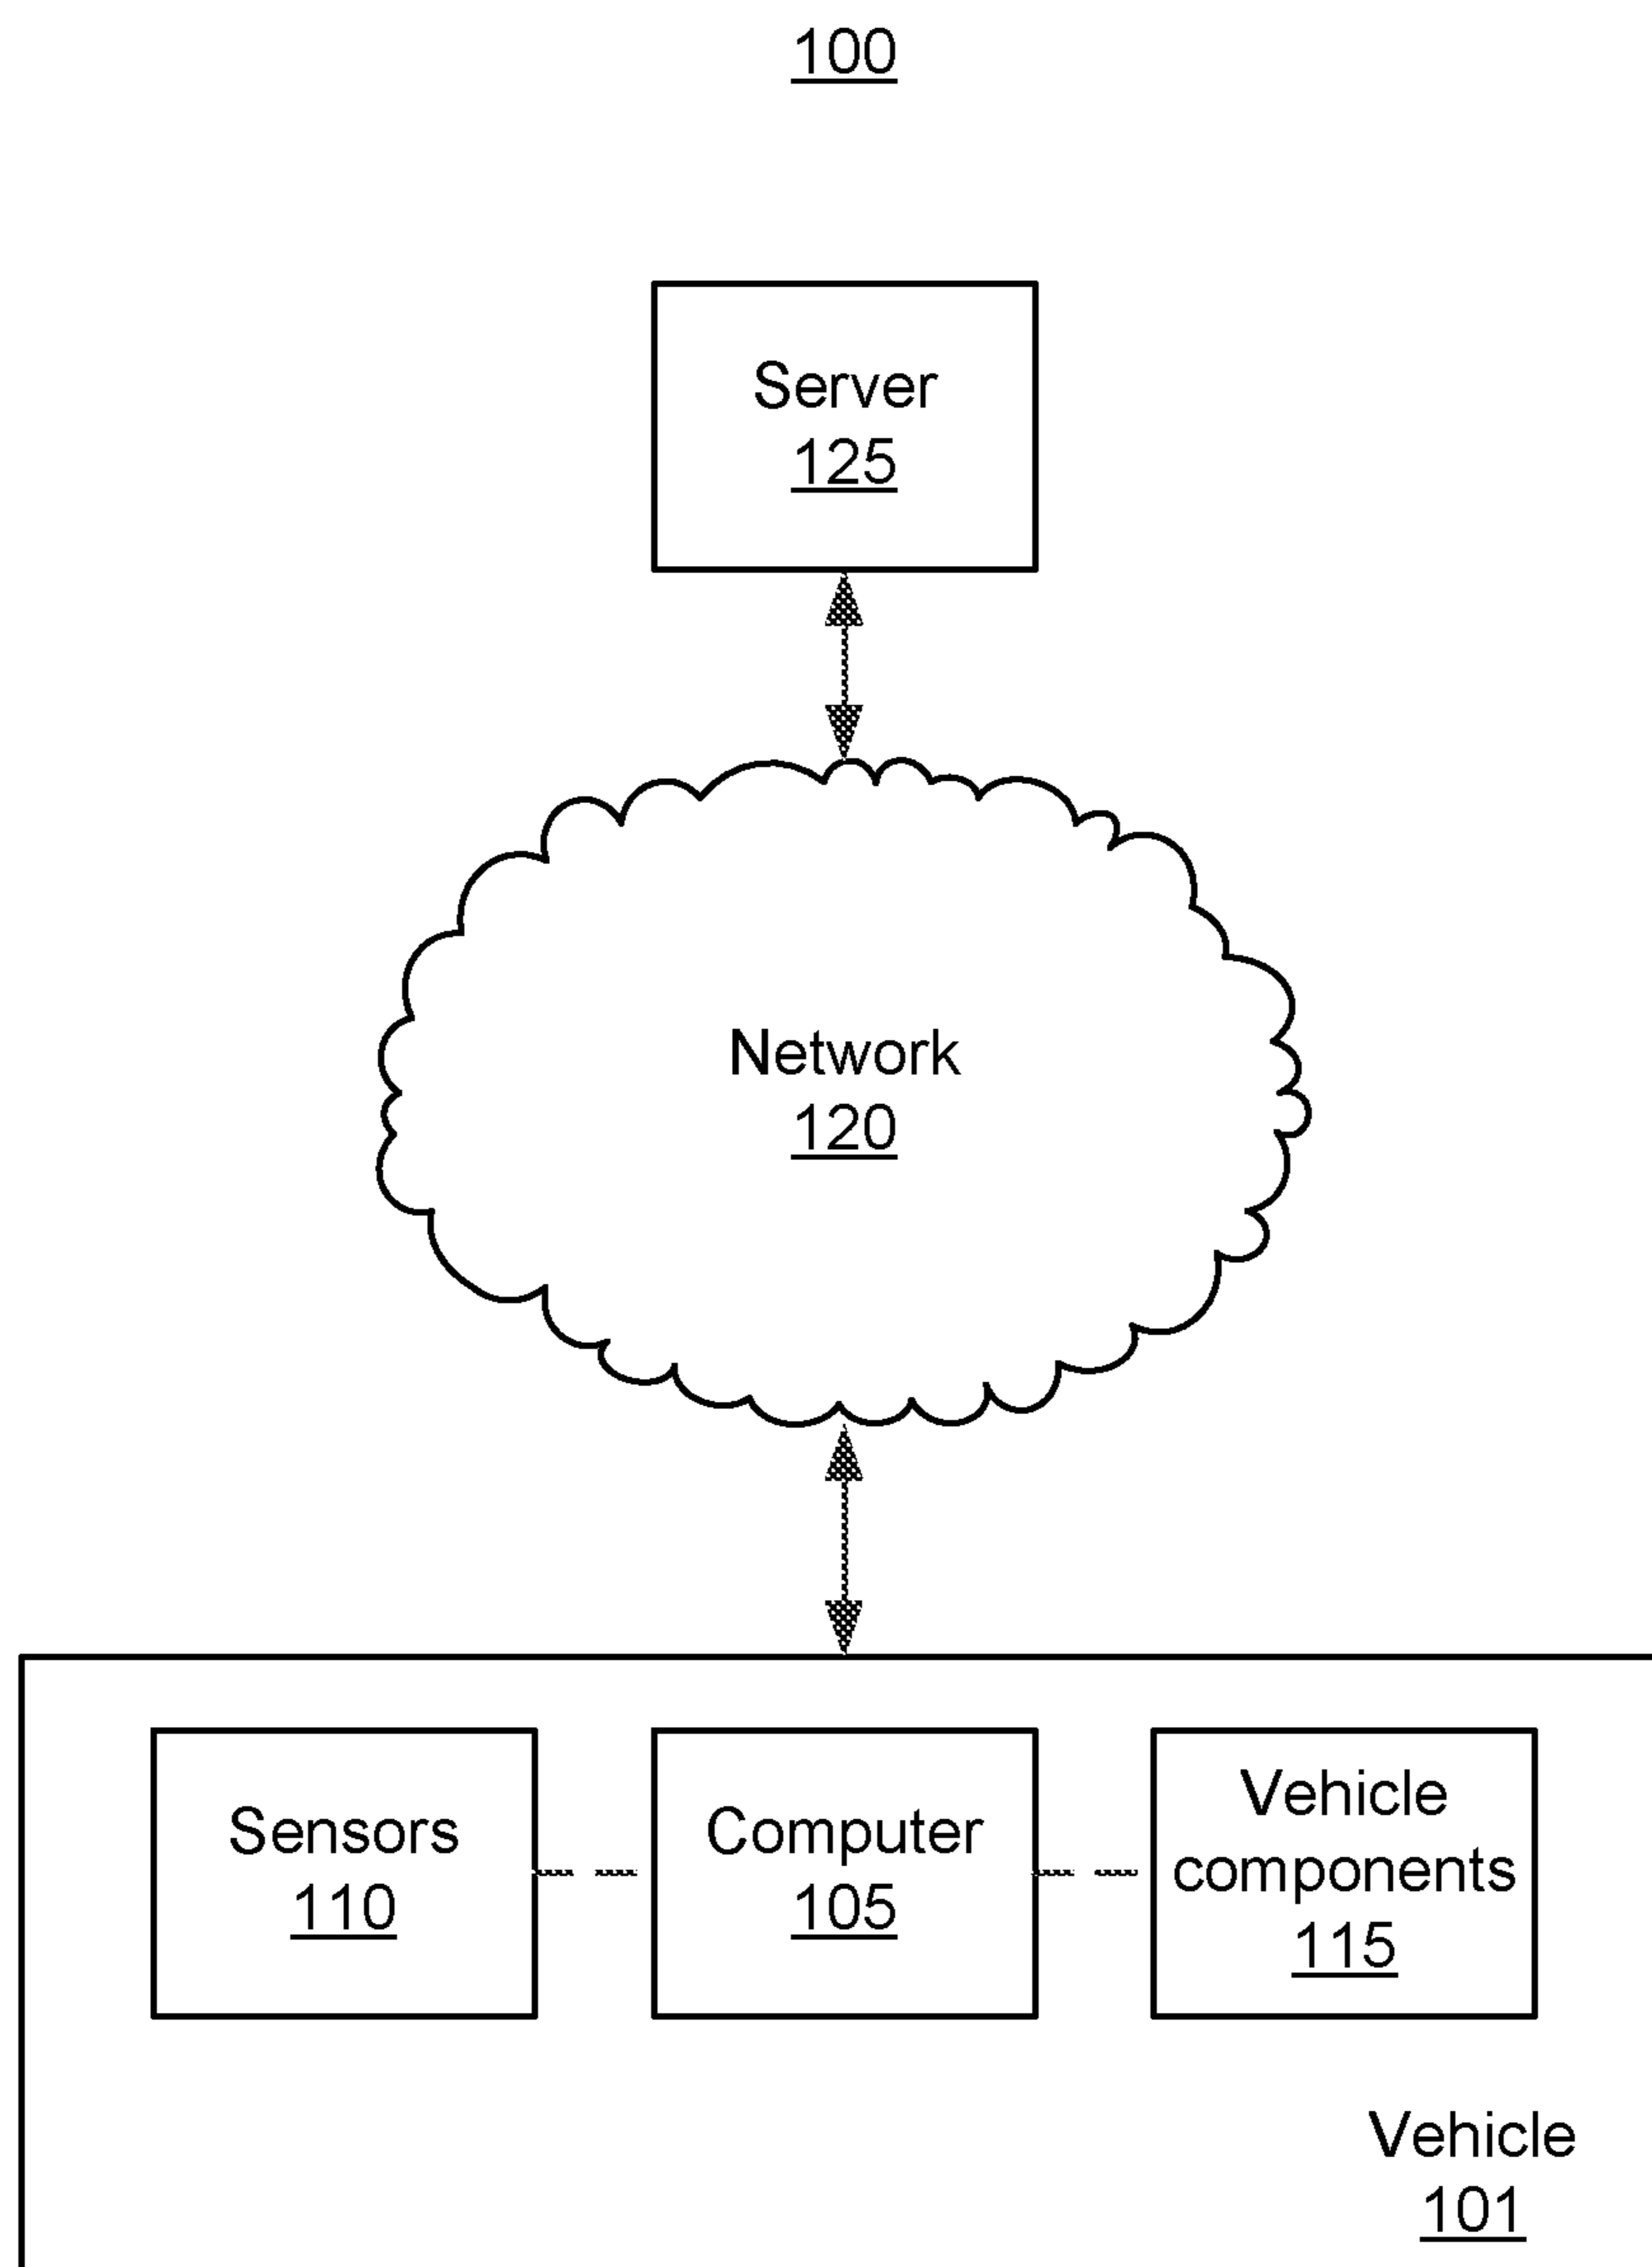 100
Server
125
Network
120
Sensors
110
Computer
105
Vehicle
components
115
Vehicle
101